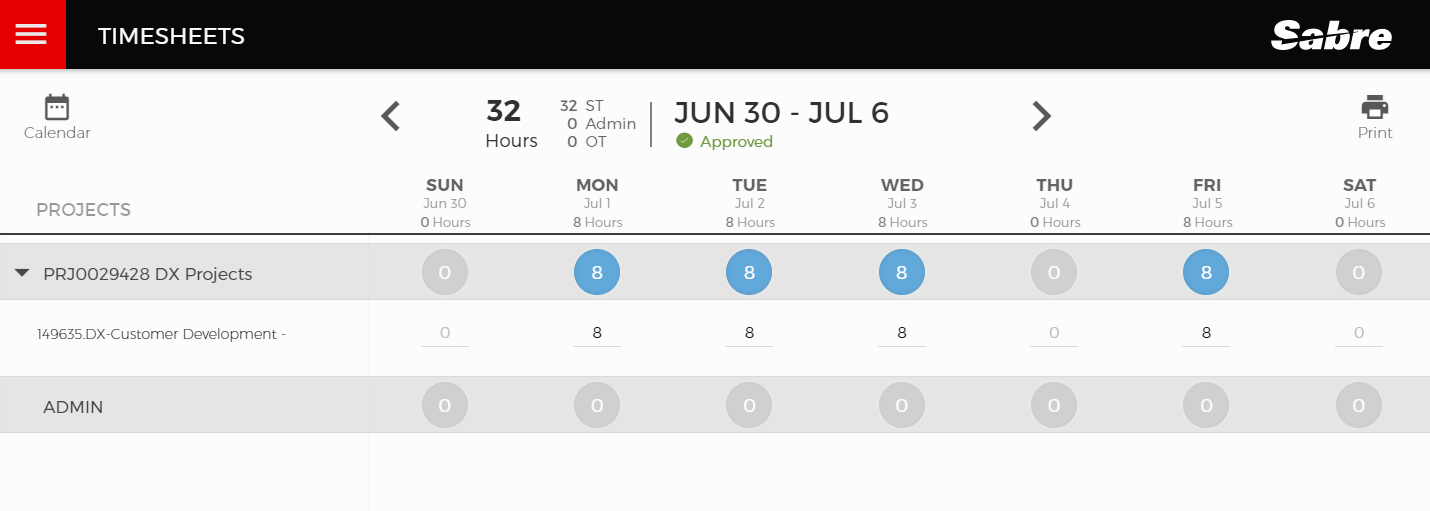 TIMESHEETS
Sabre
Calendar
32
Hours
32 ST
0 Admin
0 OT
JUN 30 - JUL 6
Approved
Print
PROJECTS
SUN MON TUE WED THU FRI SAT
Jun 30 Jul 1 Jul 2 Jul 3 Jul 4 Jul 5 Jul 6
0 Hours 8 Hours 8 Hours 8 Hours 0 Hours 8 Hours 0 Hours
PRJ0029428 DX Projects 0 8 8 8 0 8 0
149635.DX-Customer Development - 0 8 8 8 0 8 0
ADMIN 0 0 0 0 0 0 0